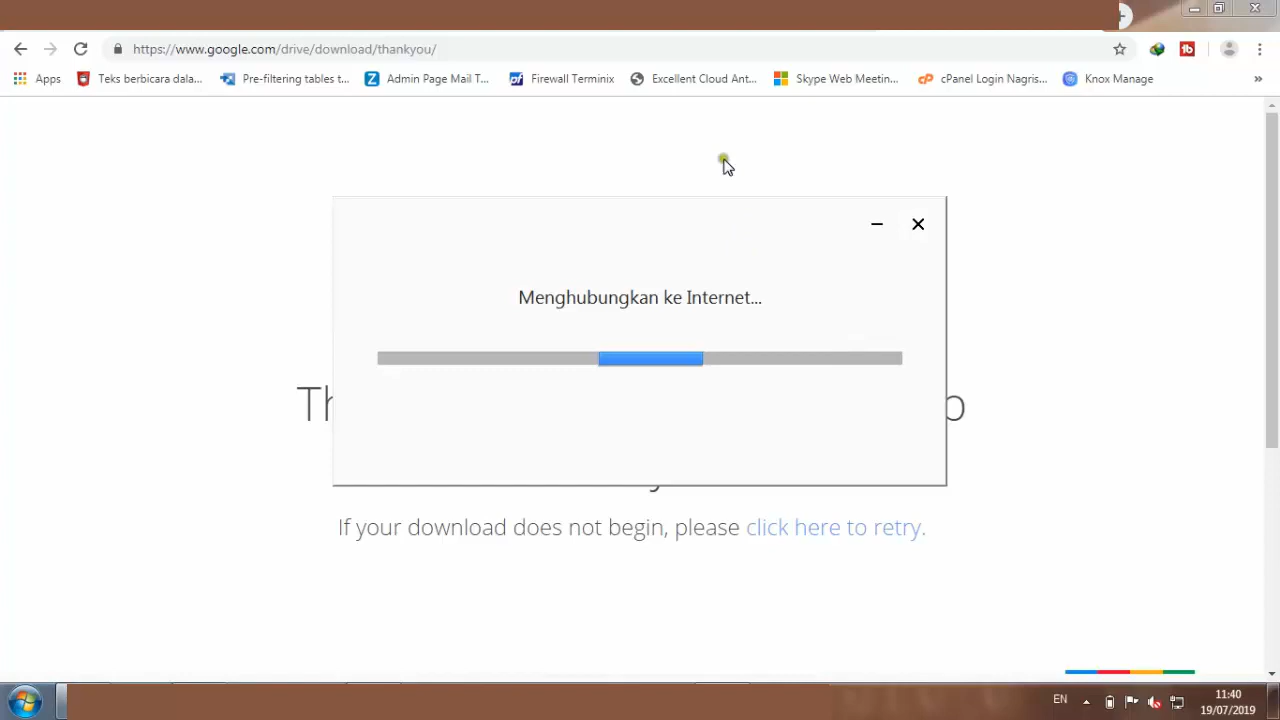 https://www.google.com/drive/download/thankyou/
Apps Teks berbicara dala... Pre-filtering tables t... Admin Page Mail T... Firewall Terminix Excellent Cloud Ant... Skype Web Meetin... cPanel Login Nagris... Knox Manage »
Menghubungkan ke Internet...
If your download does not begin, please click here to retry.
EN
11:40
19/07/2019